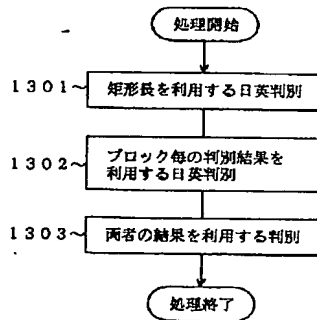 処理開始
1301
矩形長を利用する日英判別
ブロック毎の判別結果を
1302
利用する日英判別
1303
両者の結果を利用する判別
処理終了